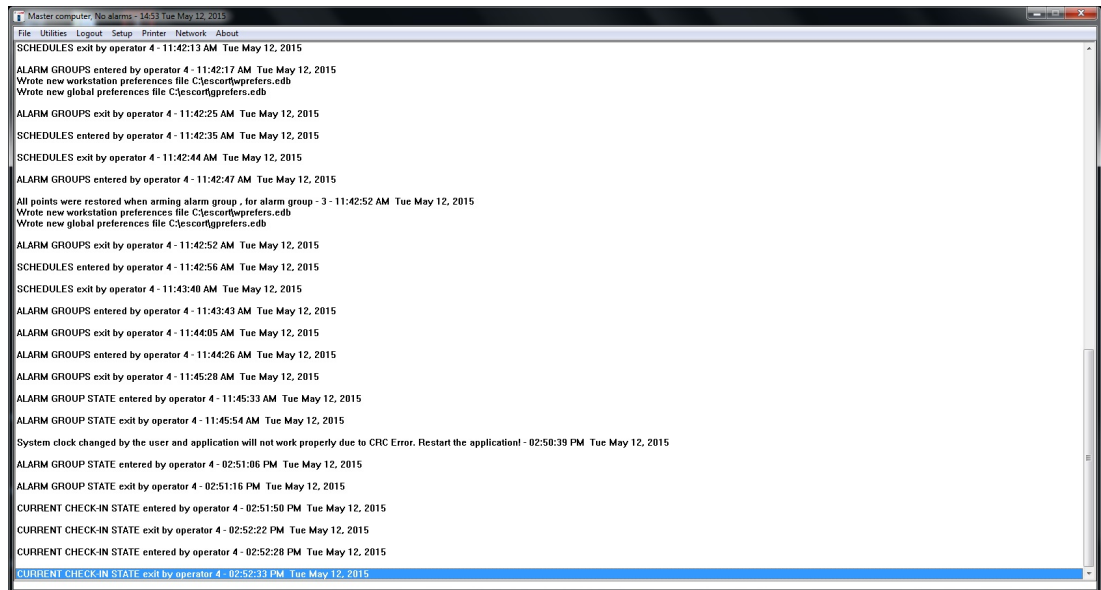 Master computer, No alarms - 14:53 Tue May 12, 2015
File Utilities Logout Setup Printer Network About
SCHEDULES exit by operator 4 - 11:42:13 AM Tue May 12, 2015
ALARM GROUPS entered by operator 4 - 11:42:17 AM Tue May 12, 2015
Wrote new workstation preferences file C:\escort\wprefers.edb
Wrote new global preferences file C:\escort\gprefers.edb
ALARM GROUPS exit by operator 4 - 11:42:25 AM Tue May 12, 2015
SCHEDULES entered by operator 4 - 11:42:35 AM Tue May 12, 2015
SCHEDULES exit by operator 4 - 11:42:44 AM Tue May 12, 2015
ALARM GROUPS entered by operator 4 - 11:42:47 AM Tue May 12, 2015
All points were restored when arming alarm group , for alarm group - 3 - 11:42:52 AM Tue May 12, 2015
Wrote new workstation preferences file C:\escort\wprefers.edb
Wrote new global preferences file C:\escort\gprefers.edb
ALARM GROUPS exit by operator 4 - 11:42:52 AM Tue May 12, 2015
SCHEDULES entered by operator 4 - 11:42:56 AM Tue May 12, 2015
SCHEDULES exit by operator 4 - 11:43:40 AM Tue May 12, 2015
ALARM GROUPS entered by operator 4 - 11:43:43 AM Tue May 12, 2015
ALARM GROUPS exit by operator 4 - 11:44:05 AM Tue May 12, 2015
ALARM GROUPS entered by operator 4 - 11:44:26 AM Tue May 12, 2015
ALARM GROUPS exit by operator 4 - 11:45:28 AM Tue May 12, 2015
ALARM GROUP STATE entered by operator 4 - 11:45:33 AM Tue May 12, 2015
ALARM GROUP STATE exit by operator 4 - 11:45:54 AM Tue May 12, 2015
System clock changed by the user and application will not work properly due to CRC Error. Restart the application! - 02:50:39 PM Tue May 12, 2015
ALARM GROUP STATE entered by operator 4 - 02:51:06 PM Tue May 12, 2015
ALARM GROUP STATE exit by operator 4 - 02:51:16 PM Tue May 12, 2015
CURRENT CHECK-IN STATE entered by operator 4 - 02:51:50 PM Tue May 12, 2015
CURRENT CHECK-IN STATE exit by operator 4 - 02:52:22 PM Tue May 12, 2015
CURRENT CHECK-IN STATE entered by operator 4 - 02:52:28 PM Tue May 12, 2015
CURRENT CHECK-IN STATE exit by operator 4 - 02:52:33 PM Tue May 12, 2015